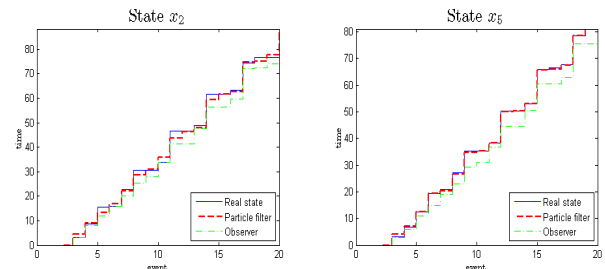 State x₂
80
70
60
50
40
30
20
10
0
time
0 5 10 15 20
event
Real state
Particle filter
Observer
State x₅
80
70
60
50
40
30
20
10
0
time
0 5 10 15 20
event
Real state
Particle filter
Observer